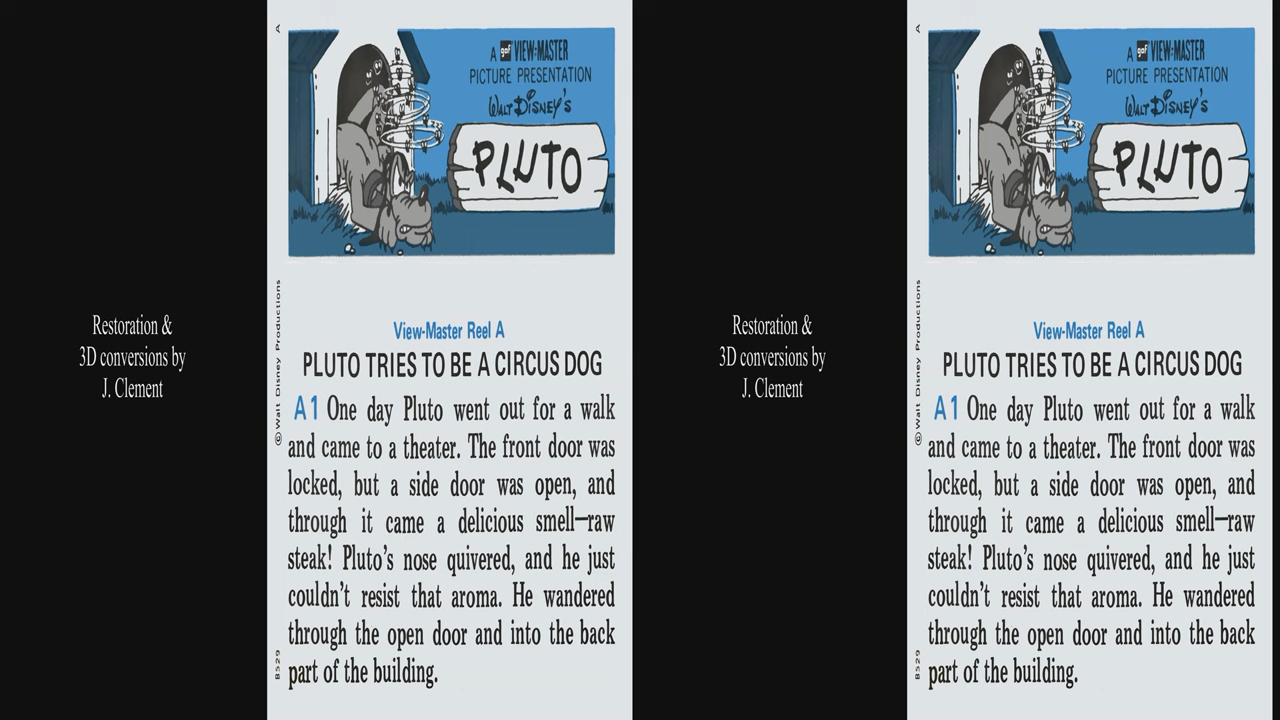 Restoration &
3D conversions by
J. Clement
A
A gaf VIEW-MASTER
PICTURE PRESENTATION
WALT DISNEY'S
PLUTO
© Walt Disney Productions
B529
View-Master Reel A
PLUTO TRIES TO BE A CIRCUS DOG
A1 One day Pluto went out for a walk
and came to a theater. The front door was
locked, but a side door was open, and
through it came a delicious smell—raw
steak! Pluto's nose quivered, and he just
couldn't resist that aroma. He wandered
through the open door and into the back
part of the building.
Restoration &
3D conversions by
J. Clement
A
A gaf VIEW-MASTER
PICTURE PRESENTATION
WALT DISNEY'S
PLUTO
© Walt Disney Productions
B529
View-Master Reel A
PLUTO TRIES TO BE A CIRCUS DOG
A1 One day Pluto went out for a walk
and came to a theater. The front door was
locked, but a side door was open, and
through it came a delicious smell—raw
steak! Pluto's nose quivered, and he just
couldn't resist that aroma. He wandered
through the open door and into the back
part of the building.